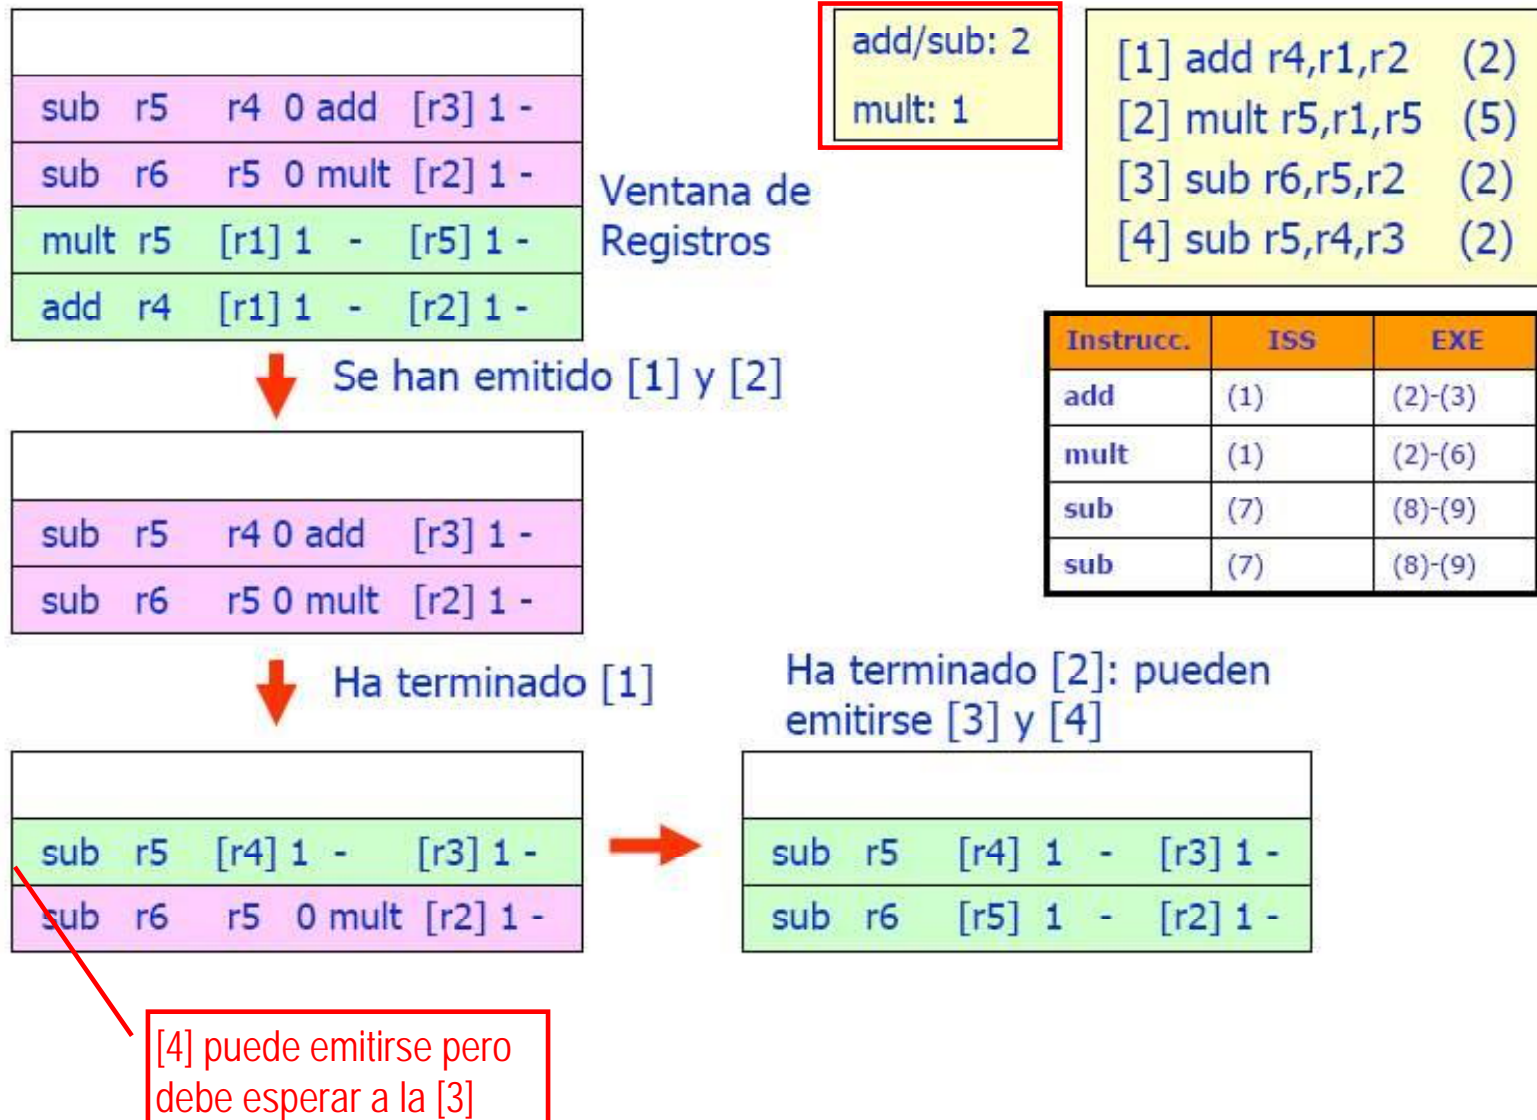 sub r5 r4 0 add [r3] 1 -
sub r6 r5 0 mult [r2] 1 -
mult r5 [r1] 1 - [r5] 1 -
add r4 [r1] 1 - [r2] 1 -
Ventana de
Registros
add/sub: 2
mult: 1
[1] add r4,r1,r2 (2)
[2] mult r5,r1,r5 (5)
[3] sub r6,r5,r2 (2)
[4] sub r5,r4,r3 (2)
Se han emitido [1] y [2]
Instrucc. ISS EXE
add (1) (2)-(3)
mult (1) (2)-(6)
sub (7) (8)-(9)
sub (7) (8)-(9)
sub r5 r4 0 add [r3] 1 -
sub r6 r5 0 mult [r2] 1 -
Ha terminado [1]
Ha terminado [2]: pueden
emitirse [3] y [4]
sub r5 [r4] 1 - [r3] 1 -
sub r6 r5 0 mult [r2] 1 -
sub r5 [r4] 1 - [r3] 1 -
sub r6 [r5] 1 - [r2] 1 -
[4] puede emitirse pero
debe esperar a la [3]